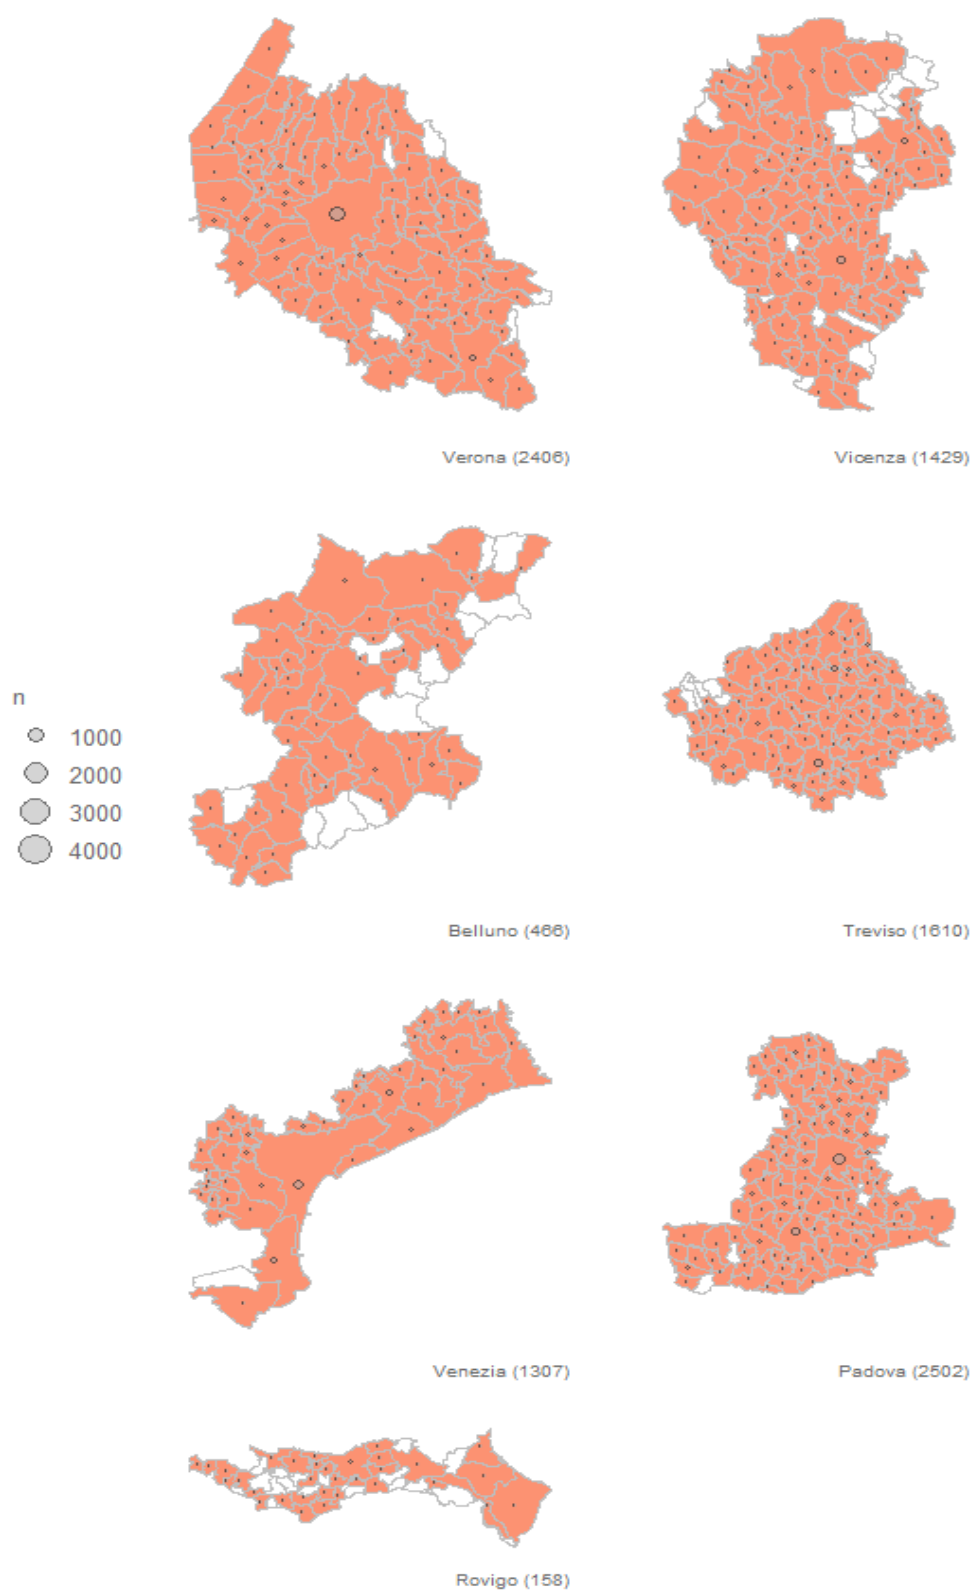 Verona (2406)
Vicenza (1429)
n
1000
2000
3000
4000
Belluno (466)
Treviso (1610)
Venezia (1307)
Padova (2502)
Rovigo (158)